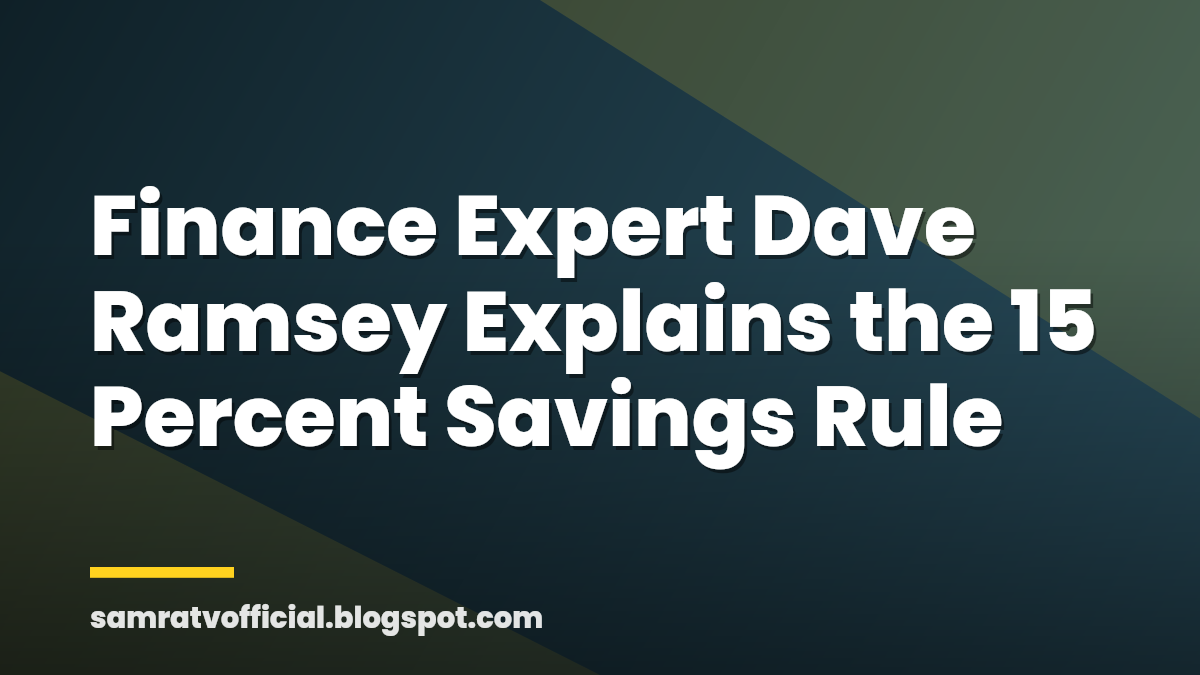 Finance Expert Dave
Ramsey Explains the 15
Percent Savings Rule
samratvofficial.blogspot.com